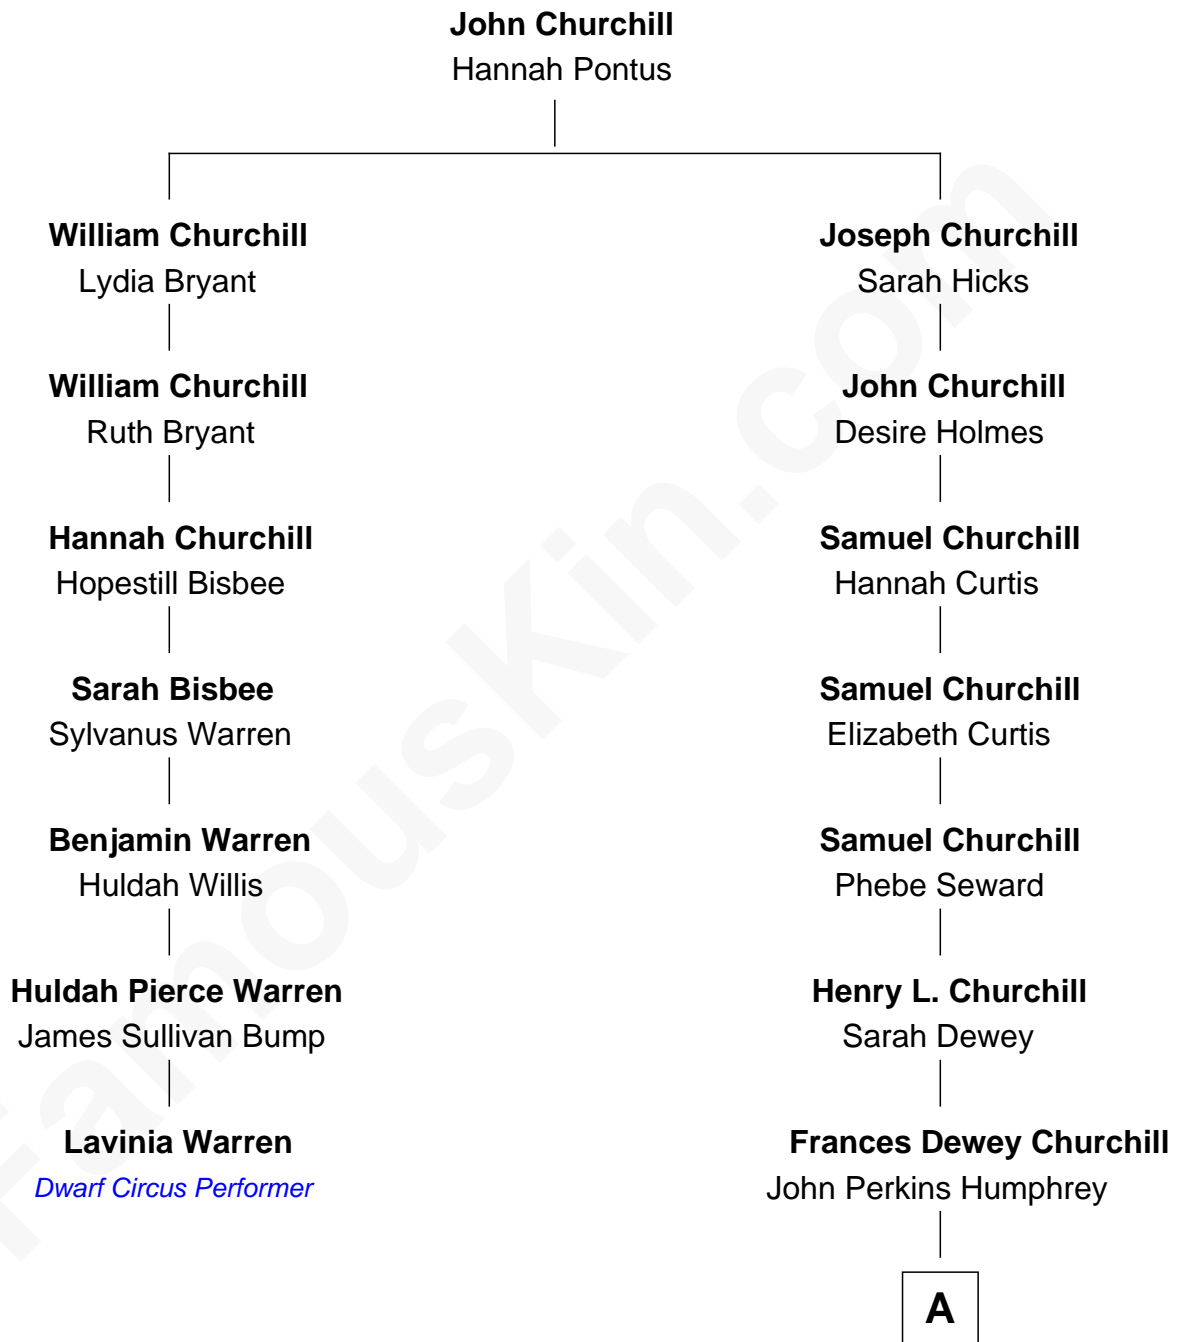 John Churchill
Hannah Pontus
William Churchill
Lydia Bryant
William Churchill
Ruth Bryant
Hannah Churchill
Hopestill Bisbee
Sarah Bisbee
Sylvanus Warren
Benjamin Warren
Huldah Willis
Huldah Pierce Warren
James Sullivan Bump
Lavinia Warren
Dwarf Circus Performer
Joseph Churchill
Sarah Hicks
John Churchill
Desire Holmes
Samuel Churchill
Hannah Curtis
Samuel Churchill
Elizabeth Curtis
Samuel Churchill
Phebe Seward
Henry L. Churchill
Sarah Dewey
Frances Dewey Churchill
John Perkins Humphrey
A
FamousKin.com